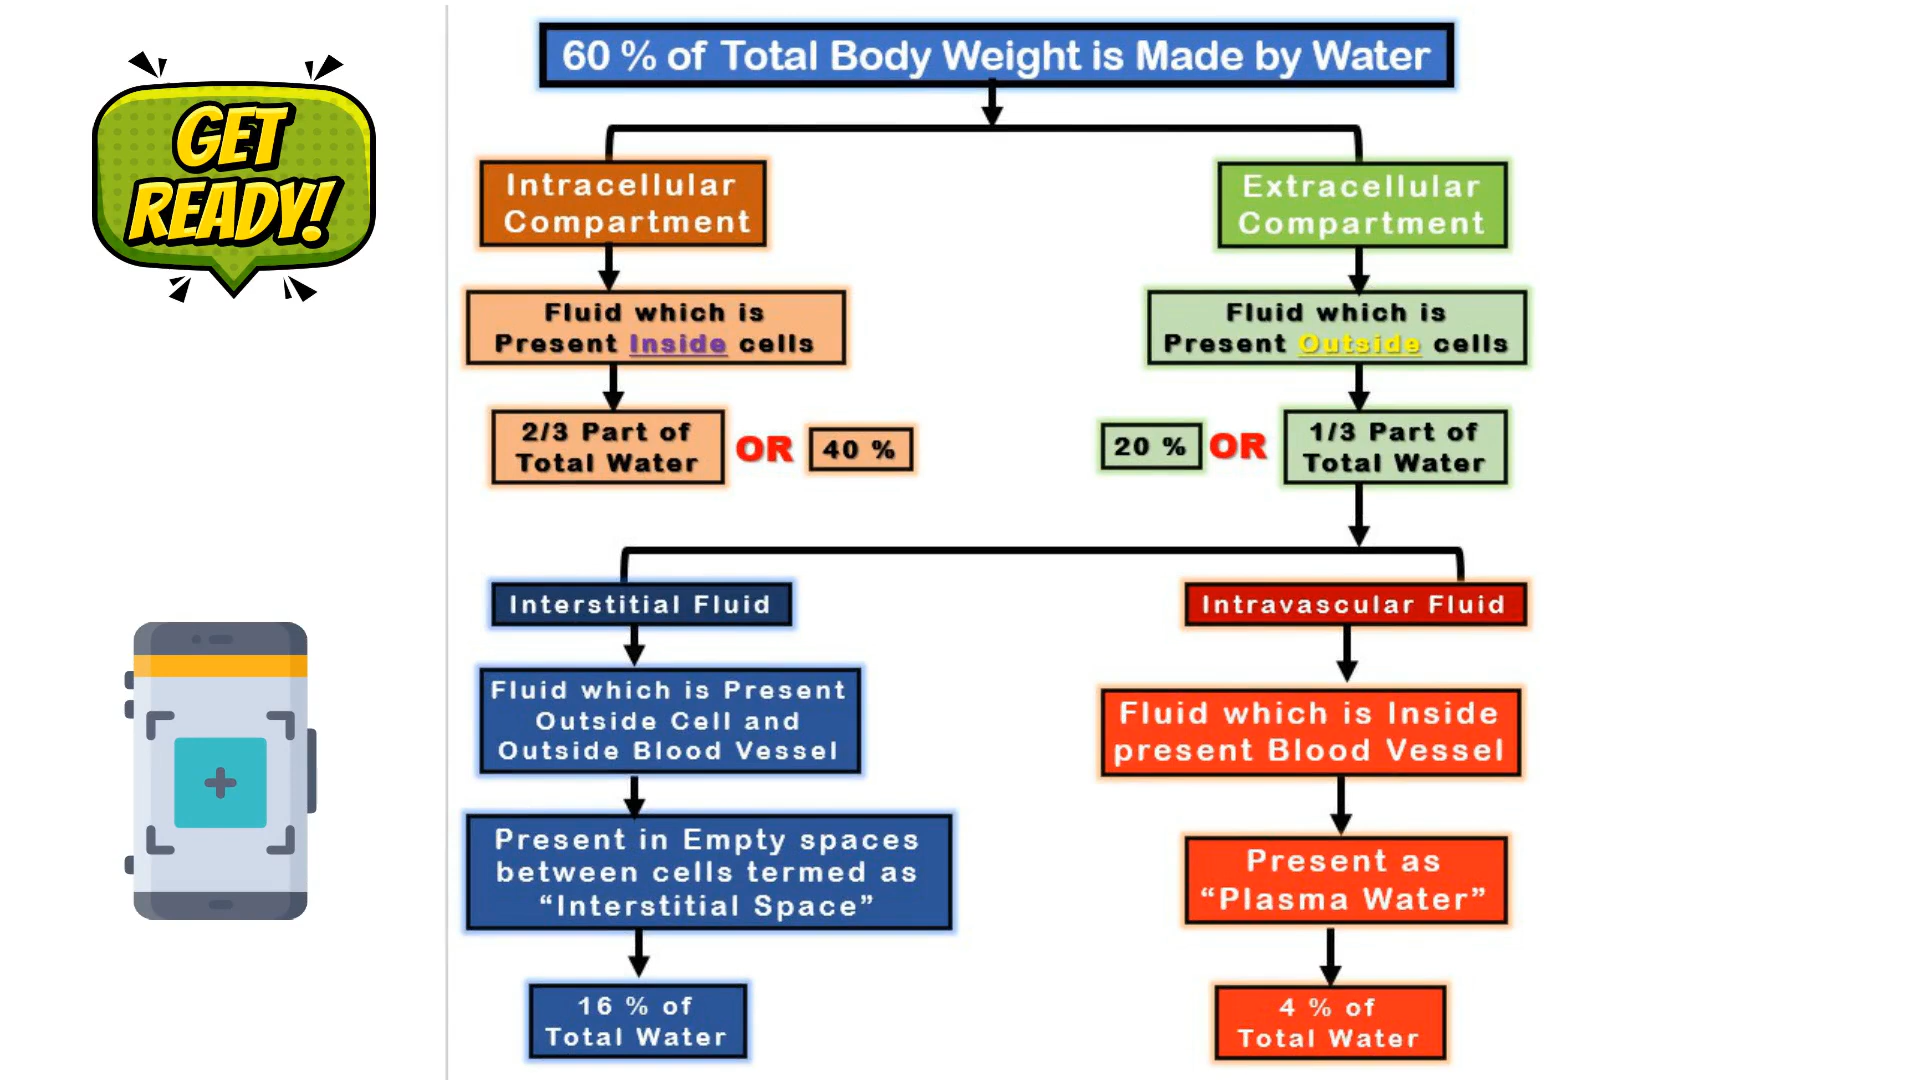 GET
READY!
60 % of Total Body Weight is Made by Water
Intracellular
Compartment
Extracellular
Compartment
Fluid which is
Present Inside cells
Fluid which is
Present Outside cells
2/3 Part of
Total Water
OR
40 %
20 %
OR
1/3 Part of
Total Water
Interstitial Fluid
Intravascular Fluid
Fluid which is Present
Outside Cell and
Outside Blood Vessel
Fluid which is Inside
present Blood Vessel
Present in Empty spaces
between cells termed as
“Interstitial Space”
Present as
“Plasma Water”
16 % of
Total Water
4 % of
Total Water